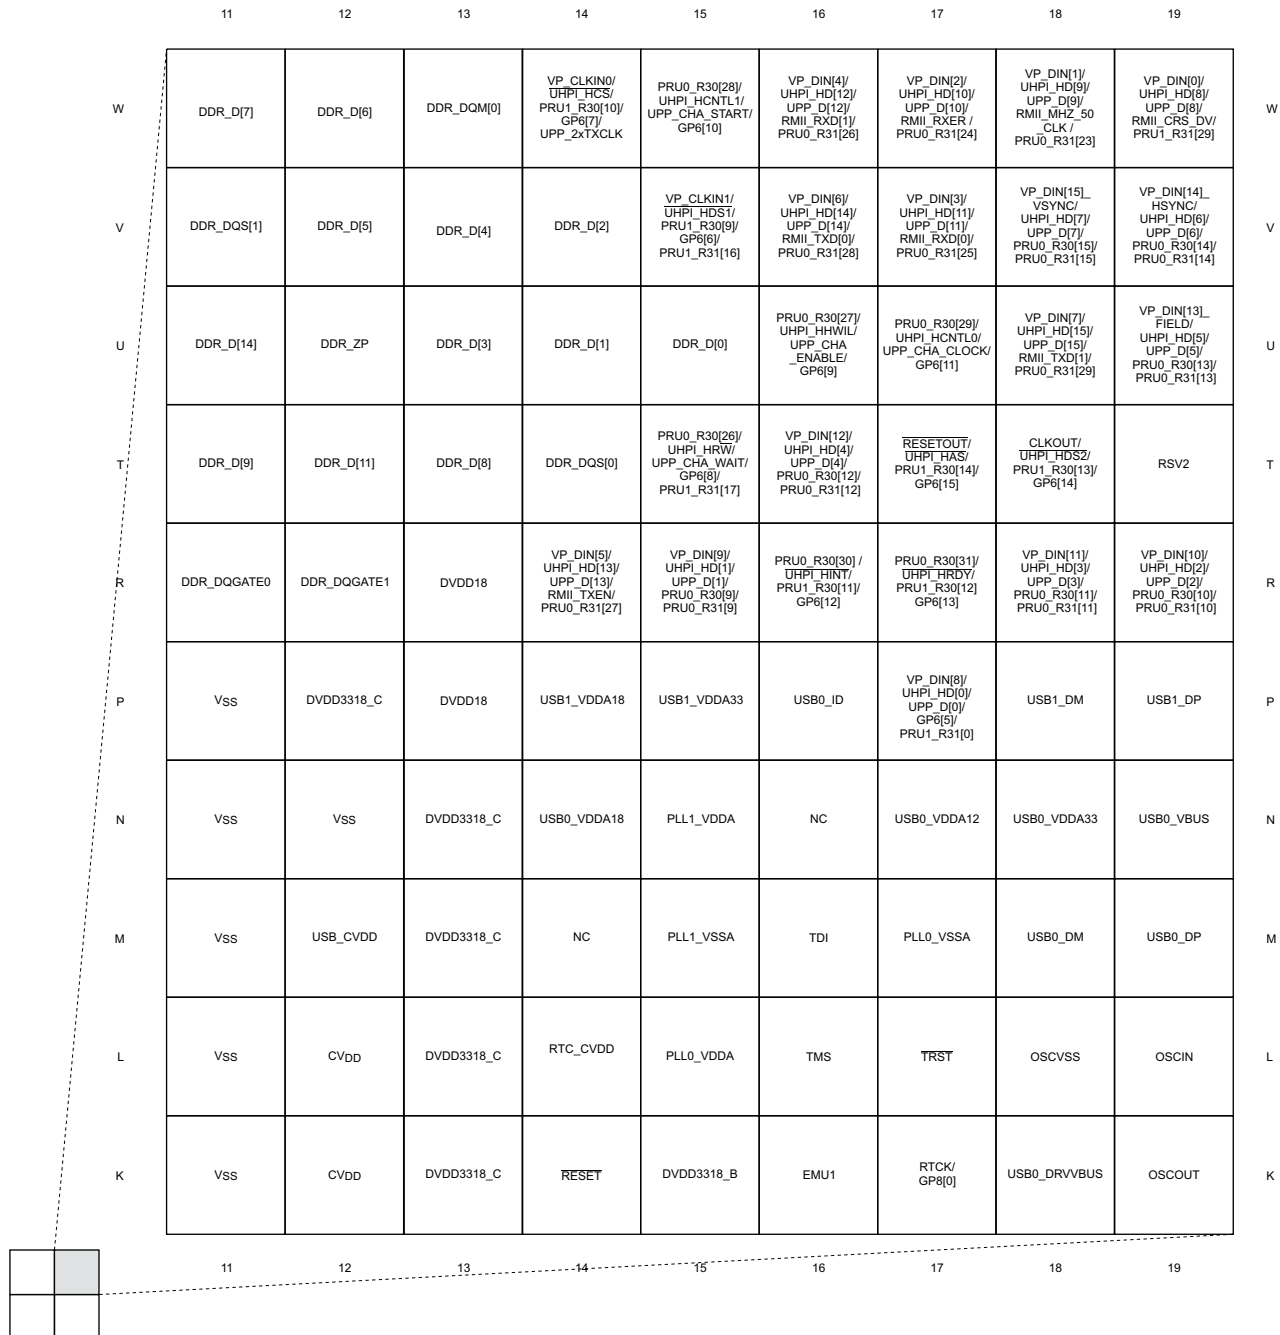 11 12 13 14 15 16 17 18 19
W
DDR_D[7]
DDR_D[6]
DDR_DQM[0]
VP_CLKIN0/
UHPI_HCS/
PRU1_R30[10]/
GP6[7]/
UPP_2xTXCLK
PRU0_R30[28]/
UHPI_HCNTL1/
UPP_CHA_START/
GP6[10]
VP_DIN[4]/
UHPI_HD[12]/
UPP_D[12]/
RMII_RXD[1]/
PRU0_R31[26]
VP_DIN[2]/
UHPI_HD[10]/
UPP_D[10]/
RMII_RXER /
PRU0_R31[24]
VP_DIN[1]/
UHPI_HD[9]/
UPP_D[9]/
RMII_MHZ_50
_CLK /
PRU0_R31[23]
VP_DIN[0]/
UHPI_HD[8]/
UPP_D[8]/
RMII_CRS_DV/
PRU1_R31[29]
W
V
DDR_DQS[1]
DDR_D[5]
DDR_D[4]
DDR_D[2]
VP_CLKIN1/
UHPI_HDS1/
PRU1_R30[9]/
GP6[6]/
PRU1_R31[16]
VP_DIN[6]/
UHPI_HD[14]/
UPP_D[14]/
RMII_TXD[0]/
PRU0_R31[28]
VP_DIN[3]/
UHPI_HD[11]/
UPP_D[11]/
RMII_RXD[0]/
PRU0_R31[25]
VP_DIN[15]_
VSYNC/
UHPI_HD[7]/
UPP_D[7]/
PRU0_R30[15]/
PRU0_R31[15]
VP_DIN[14]_
HSYNC/
UHPI_HD[6]/
UPP_D[6]/
PRU0_R30[14]/
PRU0_R31[14]
V
U
DDR_D[14]
DDR_ZP
DDR_D[3]
DDR_D[1]
DDR_D[0]
PRU0_R30[27]/
UHPI_HHWIL/
UPP_CHA
_ENABLE/
GP6[9]
PRU0_R30[29]/
UHPI_HCNTL0/
UPP_CHA_CLOCK/
GP6[11]
VP_DIN[7]/
UHPI_HD[15]/
UPP_D[15]/
RMII_TXD[1]/
PRU0_R31[29]
VP_DIN[13]_
FIELD/
UHPI_HD[5]/
UPP_D[5]/
PRU0_R30[13]/
PRU0_R31[13]
U
T
DDR_D[9]
DDR_D[11]
DDR_D[8]
DDR_DQS[0]
PRU0_R30[26]/
UHPI_HRW/
UPP_CHA_WAIT/
GP6[8]/
PRU1_R31[17]
VP_DIN[12]/
UHPI_HD[4]/
UPP_D[4]/
PRU0_R30[12]/
PRU0_R31[12]
RESETOUT/
UHPI_HAS/
PRU1_R30[14]/
GP6[15]
CLKOUT/
UHPI_HDS2/
PRU1_R30[13]/
GP6[14]
RSV2
T
R
DDR_DQGATE0
DDR_DQGATE1
DVDD18
VP_DIN[5]/
UHPI_HD[13]/
UPP_D[13]/
RMII_TXEN/
PRU0_R31[27]
VP_DIN[9]/
UHPI_HD[1]/
UPP_D[1]/
PRU0_R30[9]/
PRU0_R31[9]
PRU0_R30[30] /
UHPI_HINT/
PRU1_R30[11]/
GP6[12]
PRU0_R30[31]/
UHPI_HRDY/
PRU1_R30[12]
GP6[13]
VP_DIN[11]/
UHPI_HD[3]/
UPP_D[3]/
PRU0_R30[11]/
PRU0_R31[11]
VP_DIN[10]/
UHPI_HD[2]/
UPP_D[2]/
PRU0_R30[10]/
PRU0_R31[10]
R
P
VSS
DVDD3318_C
DVDD18
USB1_VDDA18
USB1_VDDA33
USB0_ID
VP_DIN[8]/
UHPI_HD[0]/
UPP_D[0]/
GP6[5]/
PRU1_R31[0]
USB1_DM
USB1_DP
P
N
VSS
VSS
DVDD3318_C
USB0_VDDA18
PLL1_VDDA
NC
USB0_VDDA12
USB0_VDDA33
USB0_VBUS
N
M
VSS
USB_CVDD
DVDD3318_C
NC
PLL1_VSSA
TDI
PLL0_VSSA
USB0_DM
USB0_DP
M
L
VSS
CVDD
DVDD3318_C
RTC_CVDD
PLL0_VDDA
TMS
TRST
OSCVSS
OSCIN
L
K
VSS
CVDD
DVDD3318_C
RESET
DVDD3318_B
EMU1
RTCK/
GP8[0]
USB0_DRVVBUS
OSCOUT
K
11 12 13 14 15 16 17 18 19